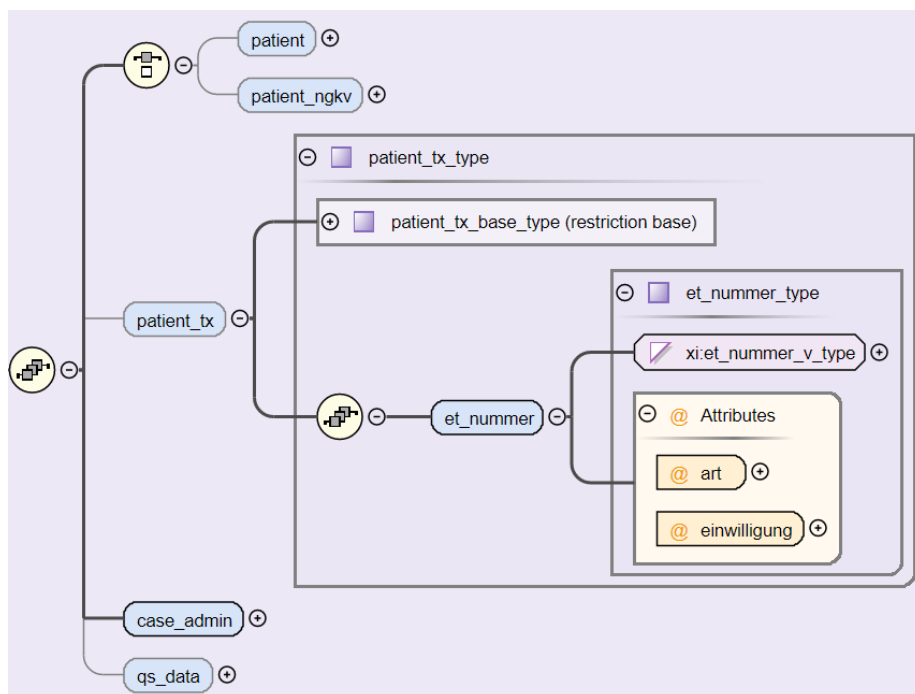 patient
patient_ngkv
patient_tx_type
patient_tx_base_type (restriction base)
et_nummer_type
patient_tx
xi:et_nummer_v_type
et_nummer
@ Attributes
@ art
@ einwilligung
case_admin
qs_data